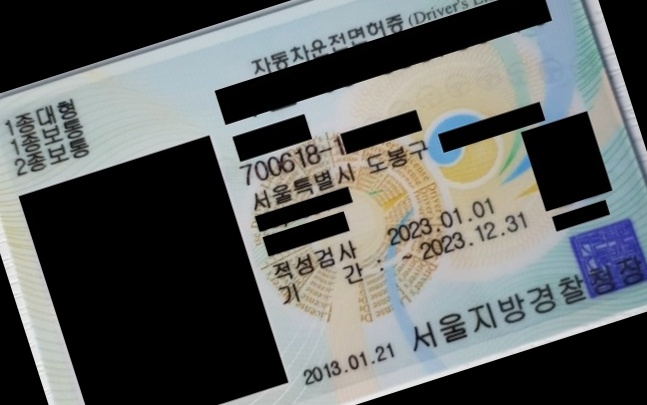 자동차운전면허증 (Driver's
1종대형
1종보통
2종보통
700618-1
서울특별시 도봉구
적성검사 2023.01.01
기 간 : ~ 2023.12.31
2013.01.21 서울지방경찰청장